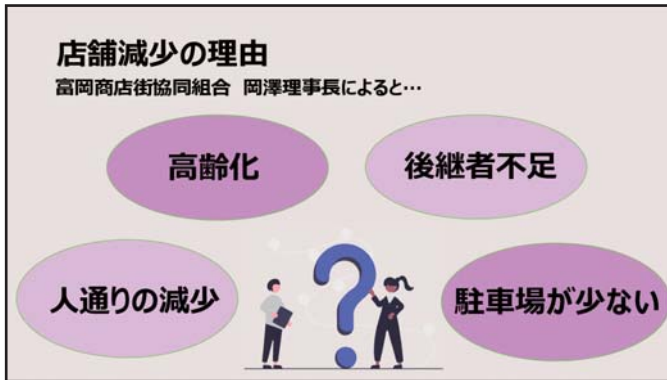 店舗減少の理由
富岡商店街協同組合 岡澤理事長によると…
高齢化
後継者不足
人通りの減少
駐車場が少ない